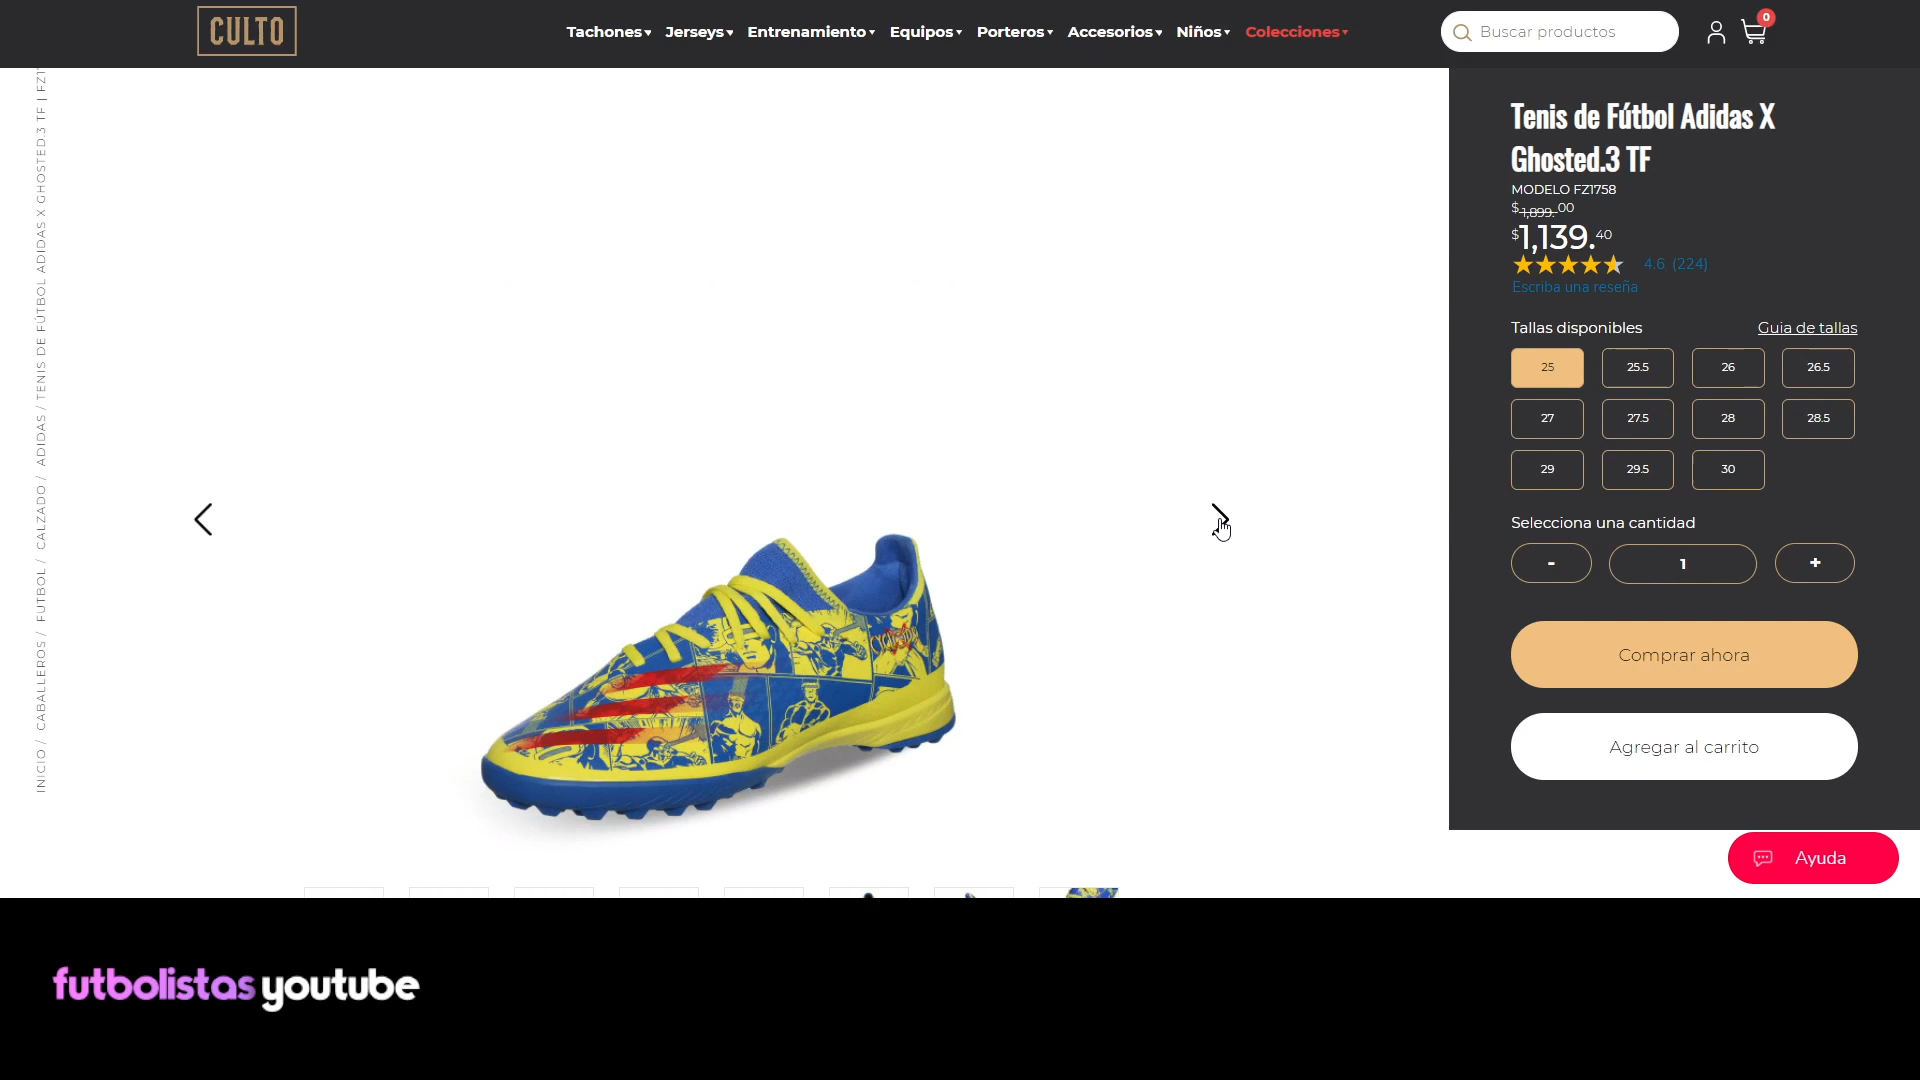 CULTO
Tachones Jerseys Entrenamiento Equipos Porteros Accesorios Niños Colecciones
Buscar productos
0
INICIO / CABALLEROS / FUTBOL / CALZADO / ADIDAS / TENIS DE FÚTBOL ADIDAS X GHOSTED.3 TF | FZ1
Tenis de Fútbol Adidas X
Ghosted.3 TF
MODELO FZ1758
$1,899.00
$1,139.40
4.6 (224)
Escriba una reseña
Tallas disponibles Guia de tallas
25 25.5 26 26.5
27 27.5 28 28.5
29 29.5 30
Selecciona una cantidad
- 1 +
Comprar ahora
Agregar al carrito
Ayuda
futbolistas youtube